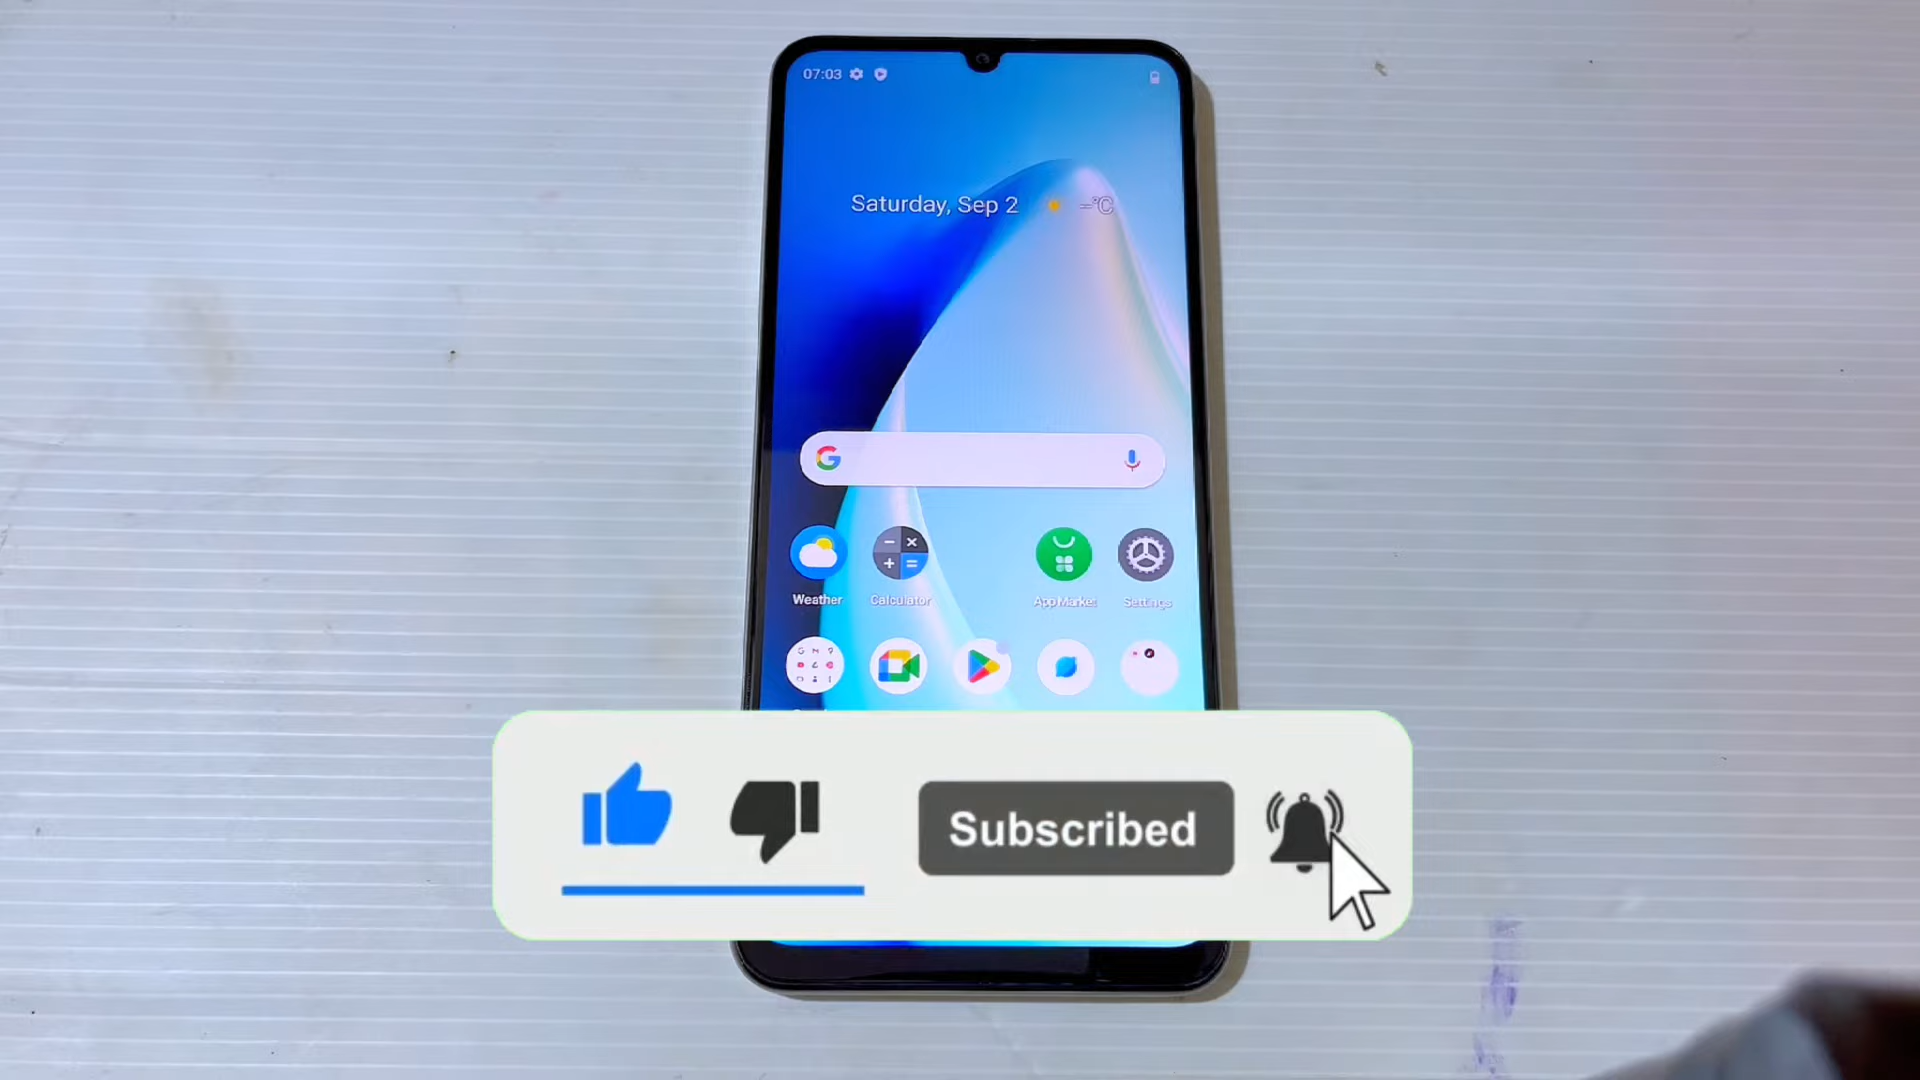 07:03
Saturday, Sep 2 –°C
Weather
Calculator
App Market
Settings
Subscribed